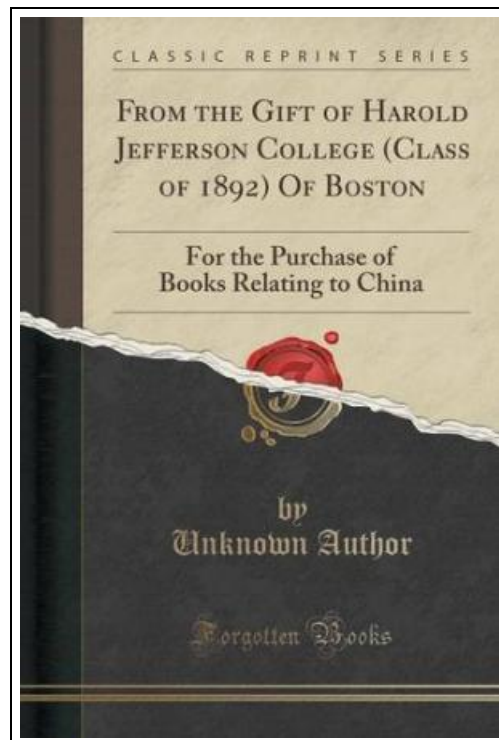 CLASSIC REPRINT SERIES
FROM THE GIFT OF HAROLD
JEFFERSON COLLEGE (CLASS
OF 1892) OF BOSTON
For the Purchase of
Books Relating to China
F
by
Unknown Author
Forgotten Books